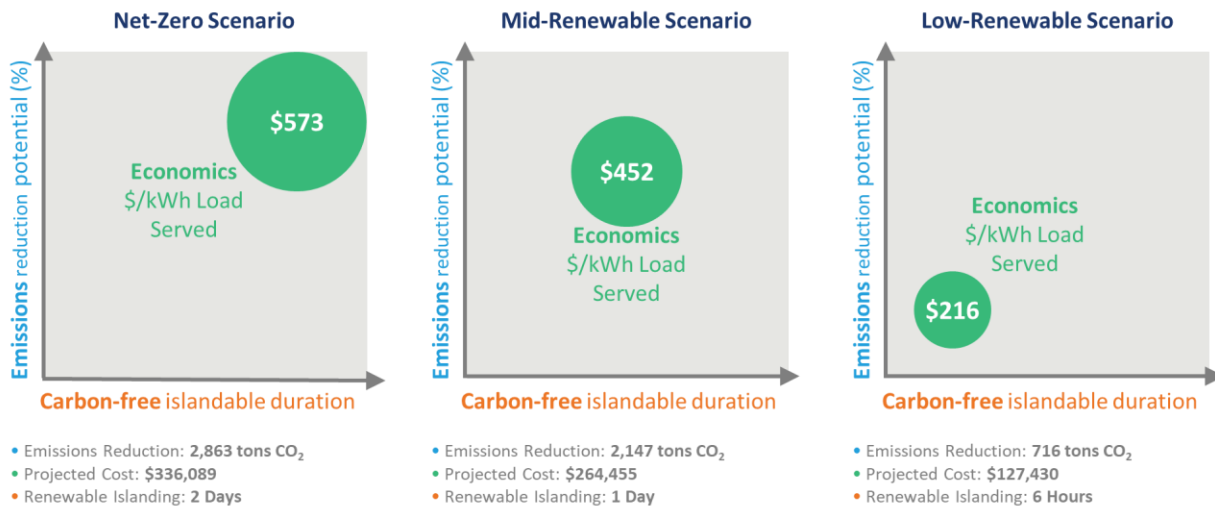 Net-Zero Scenario
Emissions reduction potential (%)
$573
Economics
$/kWh Load
Served
Carbon-free islandable duration
• Emissions Reduction: 2,863 tons CO₂
• Projected Cost: $336,089
• Renewable Islanding: 2 Days
Mid-Renewable Scenario
Emissions reduction potential (%)
$452
Economics
$/kWh Load
Served
Carbon-free islandable duration
• Emissions Reduction: 2,147 tons CO₂
• Projected Cost: $264,455
• Renewable Islanding: 1 Day
Low-Renewable Scenario
Emissions reduction potential (%)
Economics
$/kWh Load
Served
$216
Carbon-free islandable duration
• Emissions Reduction: 716 tons CO₂
• Projected Cost: $127,430
• Renewable Islanding: 6 Hours